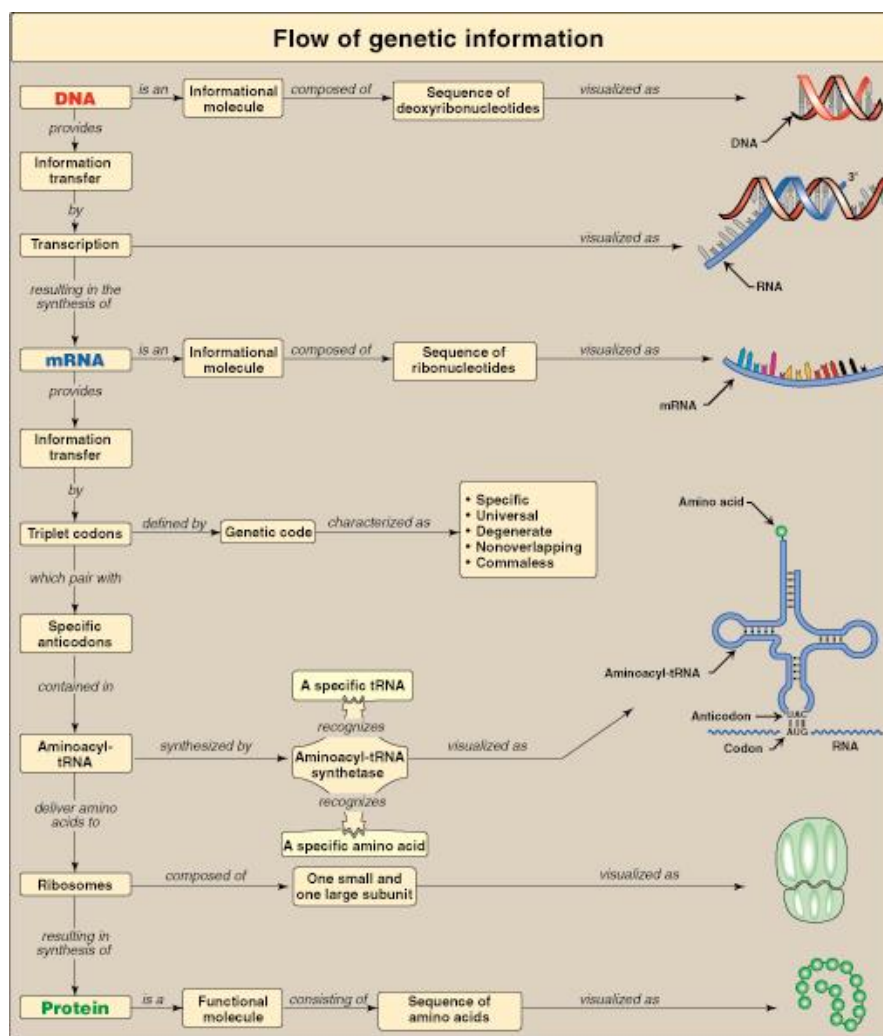 Flow of genetic information
DNA
is an
Informational
molecule
composed of
Sequence of
deoxyribonucleotides
visualized as
DNA
provides
Information
transfer
by
Transcription
visualized as
3'
RNA
resulting in the
synthesis of
mRNA
is an
Informational
molecule
composed of
Sequence of
ribonucleotides
visualized as
mRNA
provides
Information
transfer
by
Triplet codons
defined by
Genetic code
characterized as
• Specific
• Universal
• Degenerate
• Nonoverlapping
• Commaless
Amino acid
which pair with
Specific
anticodons
contained in
Aminoacyl-
tRNA
synthesized by
A specific tRNA
recognizes
Aminoacyl-tRNA
synthetase
recognizes
A specific amino acid
visualized as
Aminoacyl-tRNA
Anticodon
UAC
AUG
Codon
RNA
deliver amino
acids to
Ribosomes
composed of
One small and
one large subunit
visualized as
resulting in
synthesis of
Protein
is a
Functional
molecule
consisting of
Sequence of
amino acids
visualized as